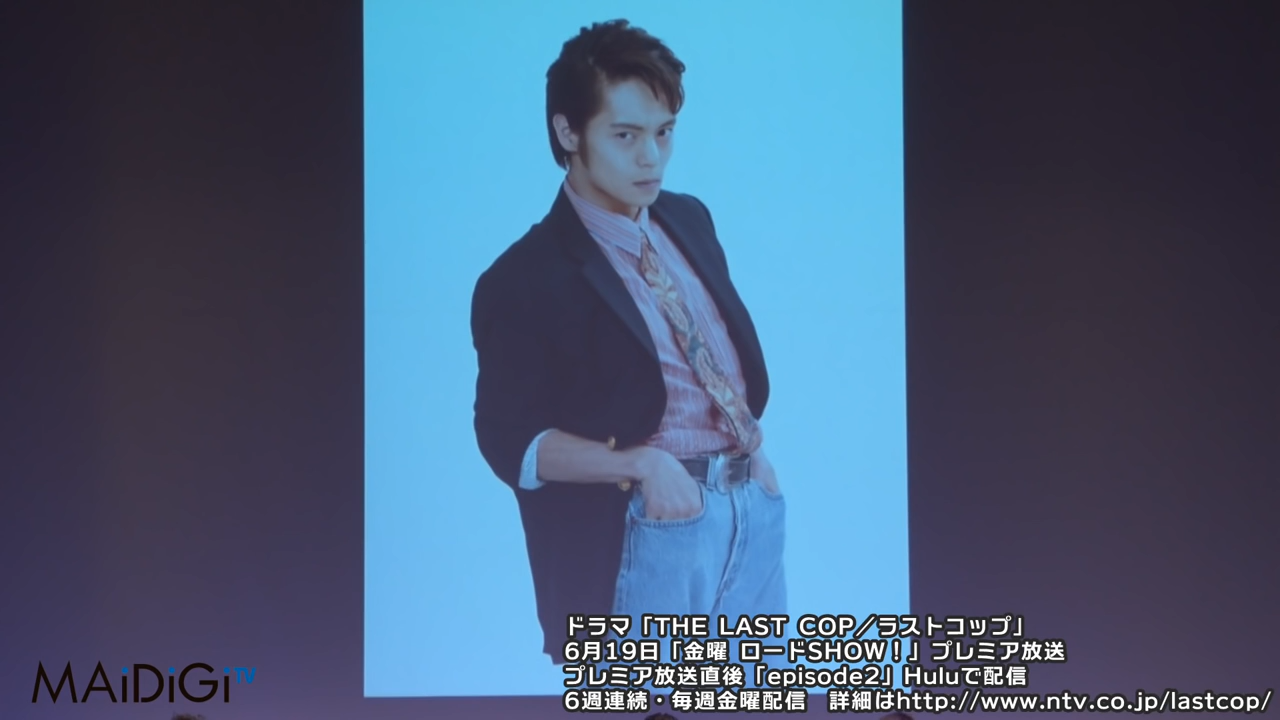 ドラマ「THE LAST COP／ラストコップ」
6月19日「金曜 ロードSHOW！」プレミア放送
プレミア放送直後「episode2」Huluで配信
6週連続・毎週金曜配信　詳細はhttp://www.ntv.co.jp/lastcop/
MAiDiGiTV